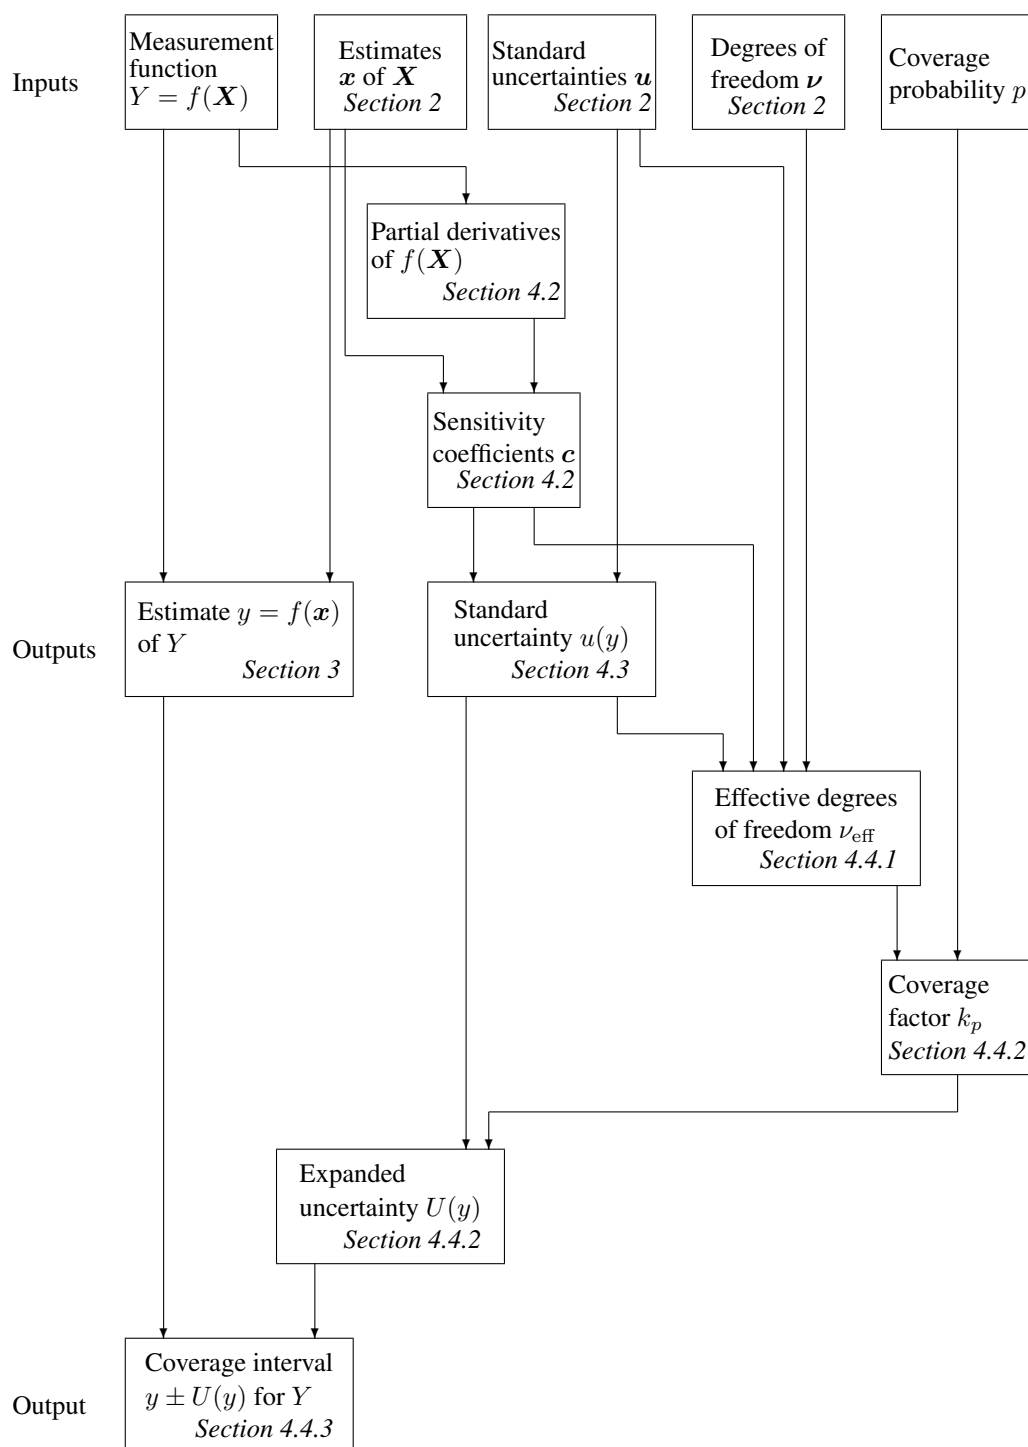 Inputs
Measurement
function
Y = f(X)
Estimates
x of X
Section 2
Standard
uncertainties u
Section 2
Degrees of
freedom ν
Section 2
Coverage
probability p
Partial derivatives
of f(X)
Section 4.2
Sensitivity
coefficients c
Section 4.2
Outputs
Estimate y = f(x)
of Y
Section 3
Standard
uncertainty u(y)
Section 4.3
Effective degrees
of freedom ν_eff
Section 4.4.1
Coverage
factor k_p
Section 4.4.2
Expanded
uncertainty U(y)
Section 4.4.2
Output
Coverage interval
y ± U(y) for Y
Section 4.4.3